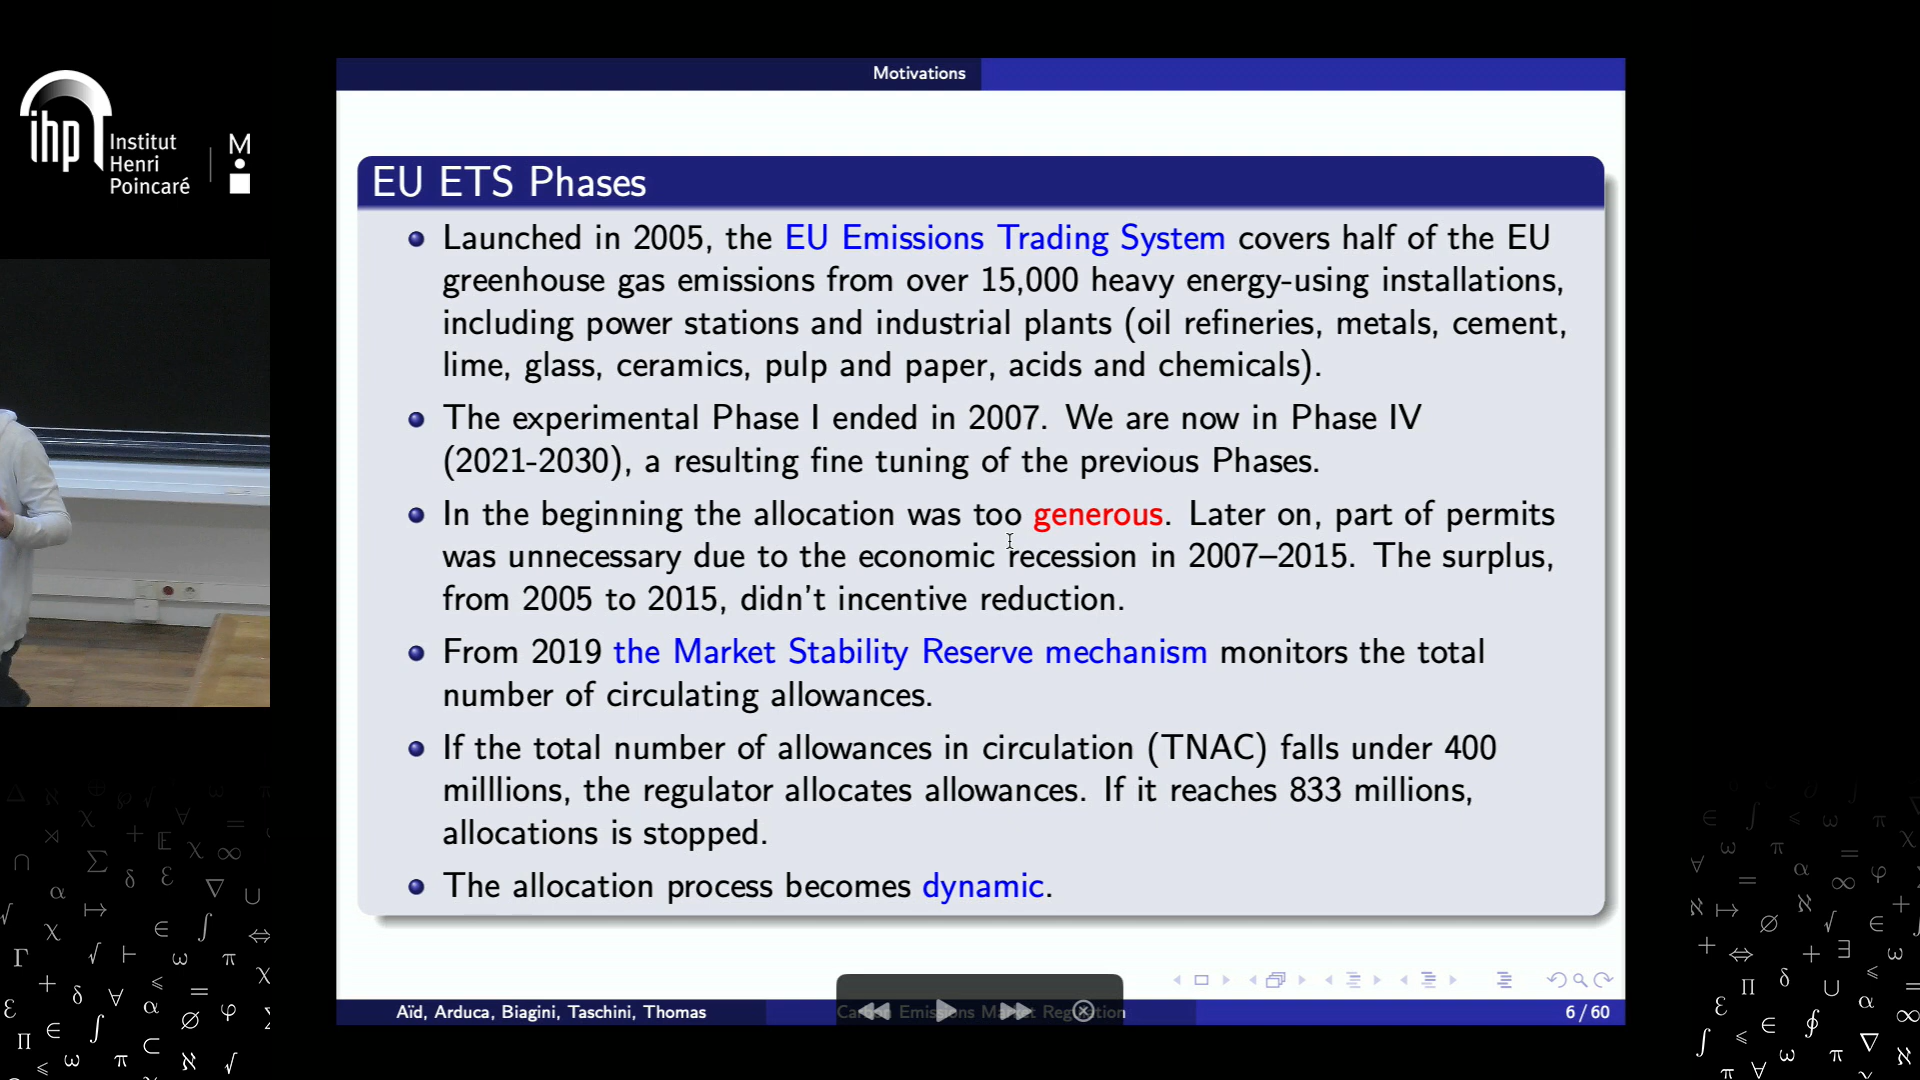 Motivations
ihp
Institut
Henri
Poincaré
M
EU ETS Phases
Launched in 2005, the EU Emissions Trading System covers half of the EU
greenhouse gas emissions from over 15,000 heavy energy-using installations,
including power stations and industrial plants (oil refineries, metals, cement,
lime, glass, ceramics, pulp and paper, acids and chemicals).
The experimental Phase I ended in 2007. We are now in Phase IV
(2021-2030), a resulting fine tuning of the previous Phases.
In the beginning the allocation was too generous. Later on, part of permits
was unnecessary due to the economic recession in 2007–2015. The surplus,
from 2005 to 2015, didn't incentive reduction.
From 2019 the Market Stability Reserve mechanism monitors the total
number of circulating allowances.
If the total number of allowances in circulation (TNAC) falls under 400
milllions, the regulator allocates allowances. If it reaches 833 millions,
allocations is stopped.
The allocation process becomes dynamic.
Aïd, Arduca, Biagini, Taschini, Thomas
Emissions
6 / 60